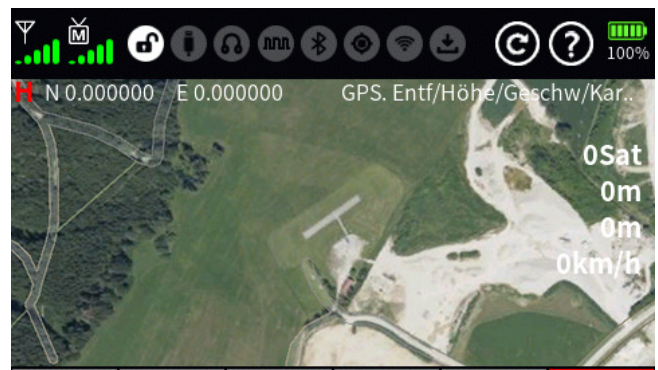 M
C ?
100%
H N 0.000000 E 0.000000 GPS. Entf/Höhe/Geschw/Kar..
0Sat
0m
0m
0km/h